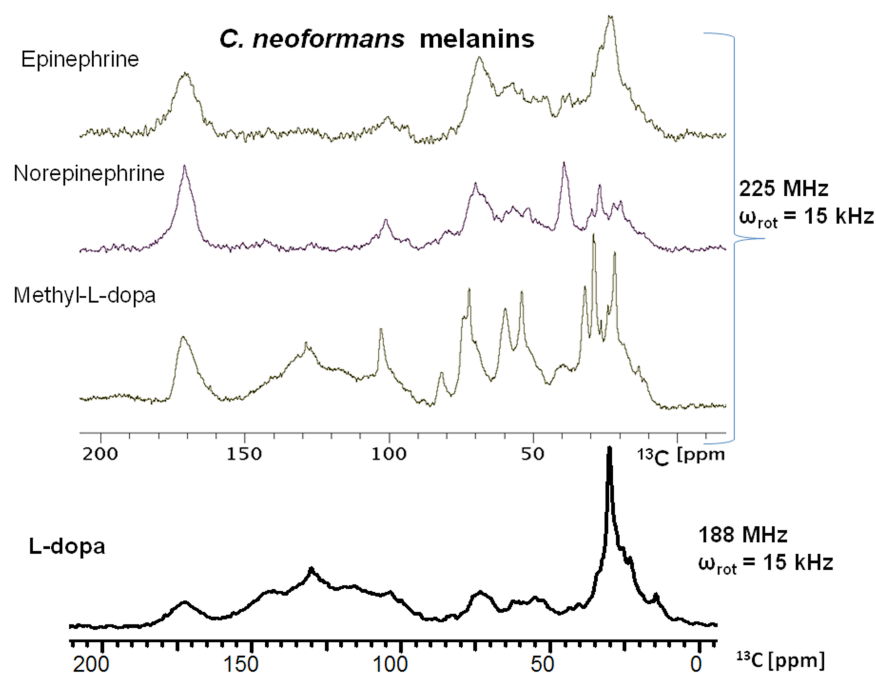 C. neoformans melanins
Epinephrine
Norepinephrine
225 MHz
ωrot = 15 kHz
Methyl-L-dopa
200 150 100 50 13C [ppm
L-dopa
188 MHz
ωrot = 15 kHz
200 150 100 50 0 13C [ppm]